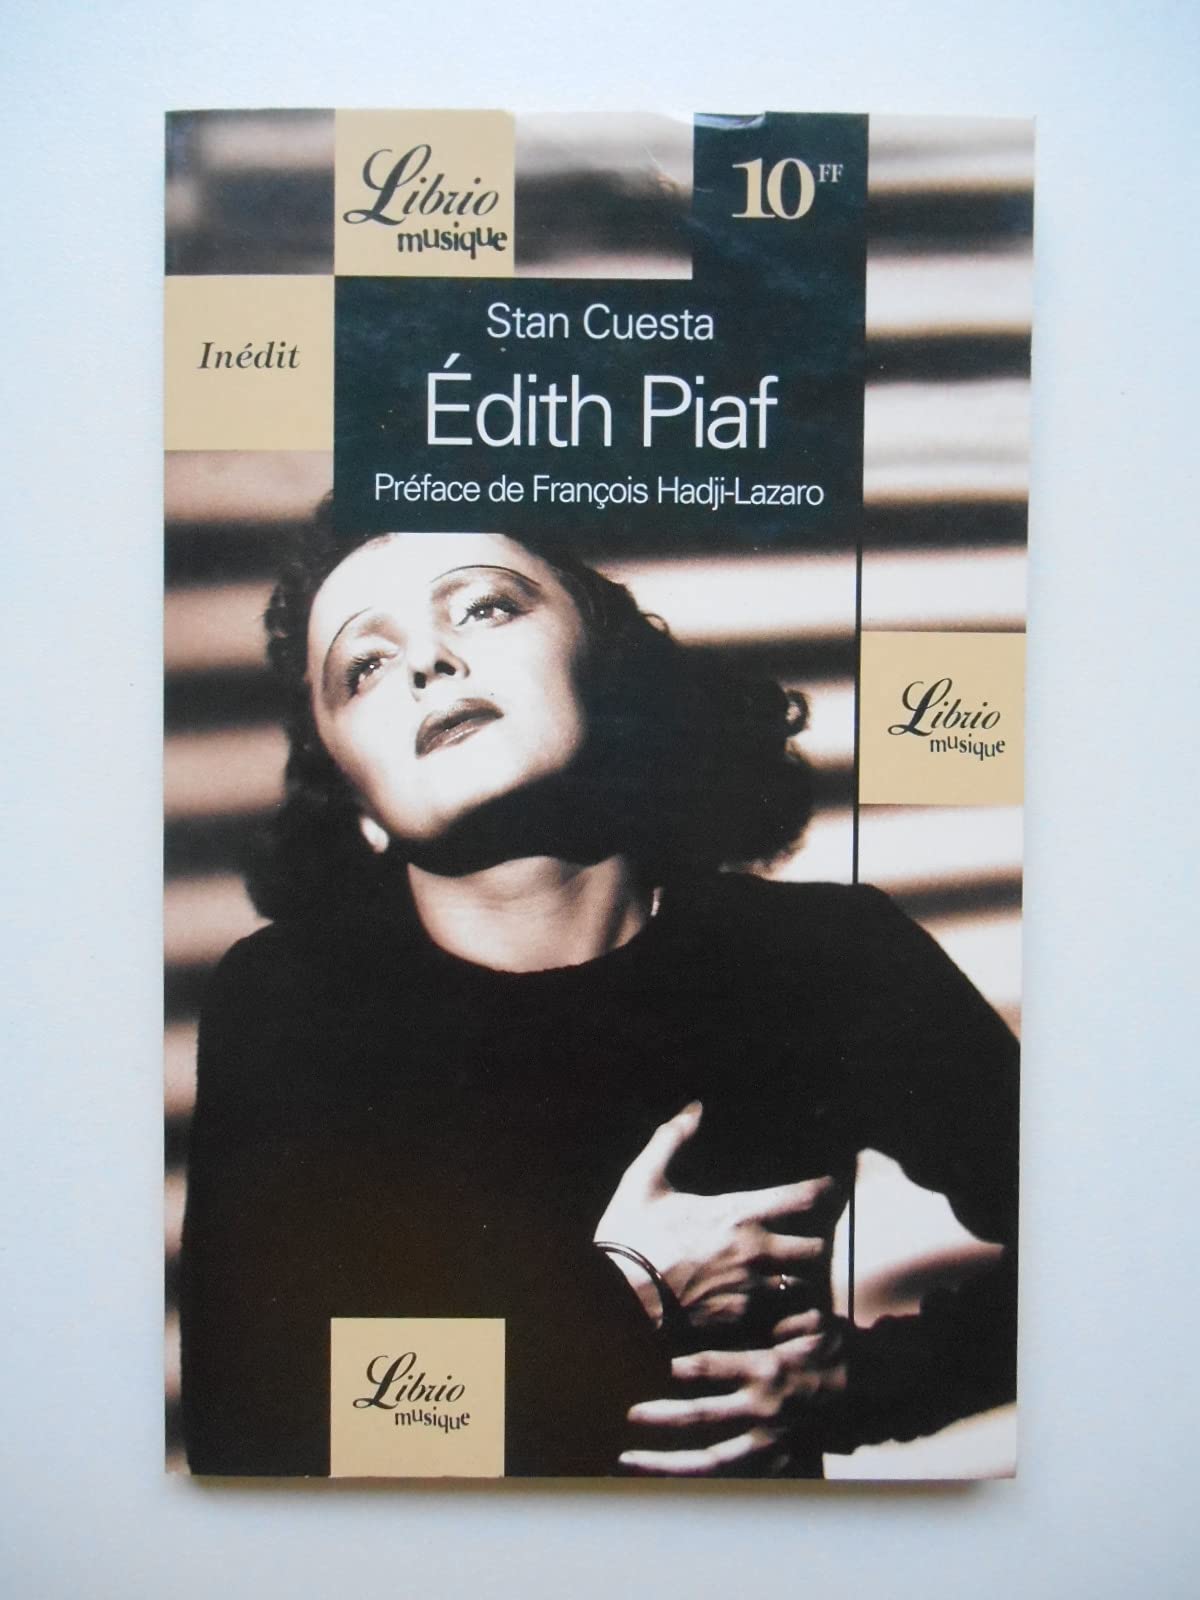 Librio
musique
10FF
Stan Cuesta
Inédit
Édith Piaf
Préface de François Hadji-Lazaro
Librio
musique
Librio
musique